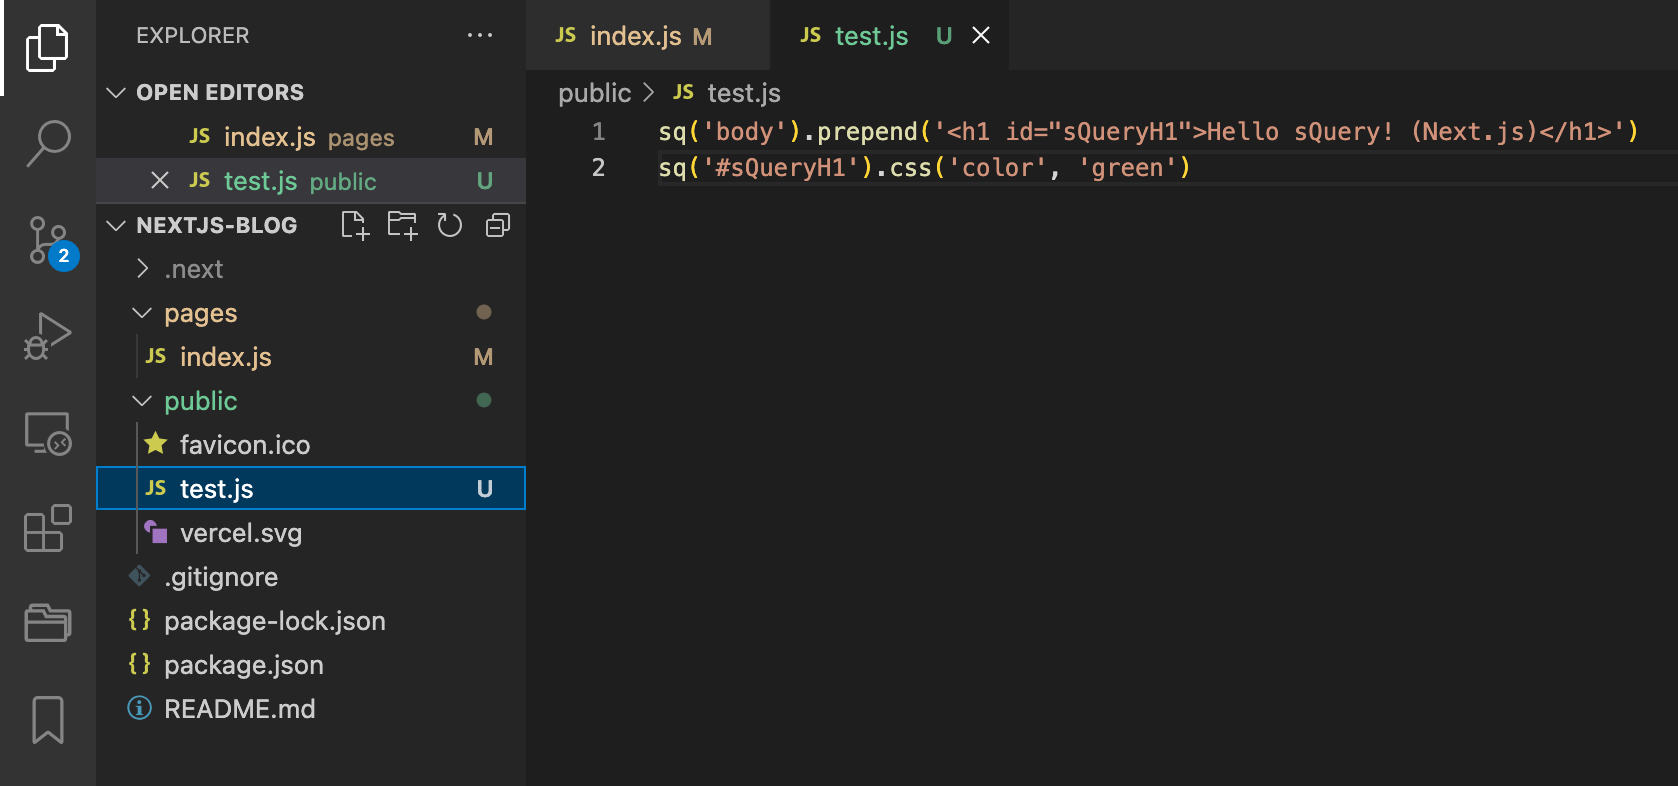 EXPLORER
OPEN EDITORS
JS index.js pages M
JS test.js public U
NEXTJS-BLOG
.next
pages
JS index.js M
public
favicon.ico
JS test.js U
vercel.svg
.gitignore
{} package-lock.json
{} package.json
README.md
2
JS index.js M
JS test.js U
public > JS test.js
1 sq('body').prepend('<h1 id="sQueryH1">Hello sQuery! (Next.js)</h1>')
2 sq('#sQueryH1').css('color', 'green')